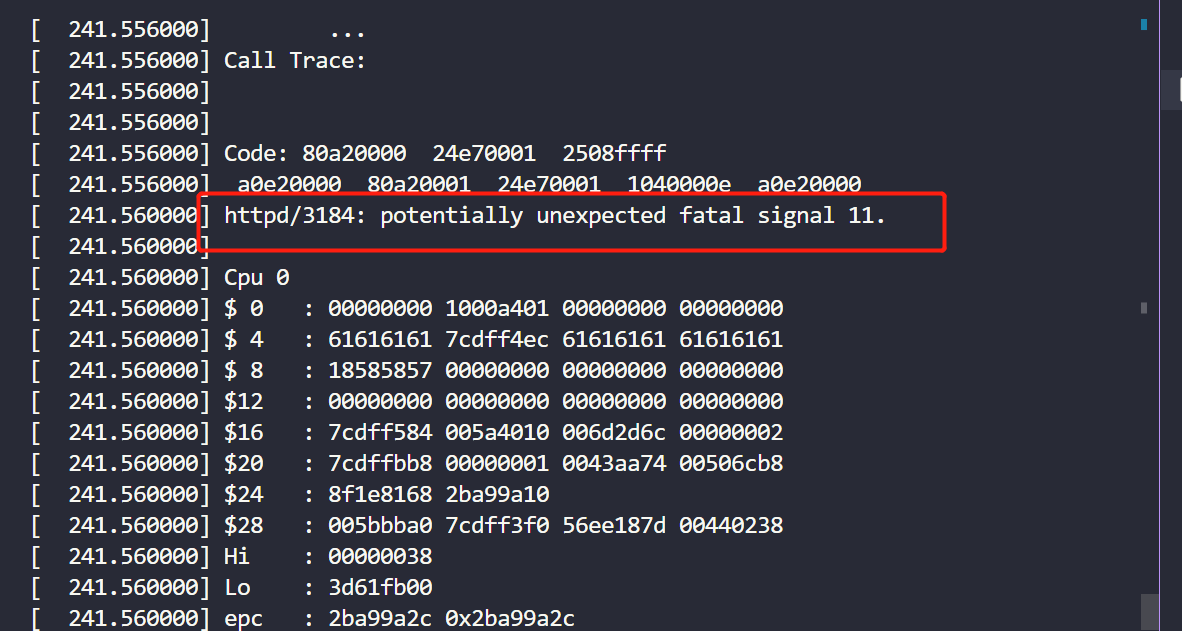 [  241.556000]         ...
[  241.556000] Call Trace:
[  241.556000]
[  241.556000]
[  241.556000] Code: 80a20000  24e70001  2508ffff
[  241.556000]  a0e20000  80a20001  24e70001  1040000e  a0e20000
[  241.560000] httpd/3184: potentially unexpected fatal signal 11.
[  241.560000]
[  241.560000] Cpu 0
[  241.560000] $ 0   : 00000000 1000a401 00000000 00000000
[  241.560000] $ 4   : 61616161 7cdff4ec 61616161 61616161
[  241.560000] $ 8   : 18585857 00000000 00000000 00000000
[  241.560000] $12   : 00000000 00000000 00000000 00000000
[  241.560000] $16   : 7cdff584 005a4010 006d2d6c 00000002
[  241.560000] $20   : 7cdffbb8 00000001 0043aa74 00506cb8
[  241.560000] $24   : 8f1e8168 2ba99a10
[  241.560000] $28   : 005bbba0 7cdff3f0 56ee187d 00440238
[  241.560000] Hi    : 00000038
[  241.560000] Lo    : 3d61fb00
[  241.560000] epc   : 2ba99a2c 0x2ba99a2c